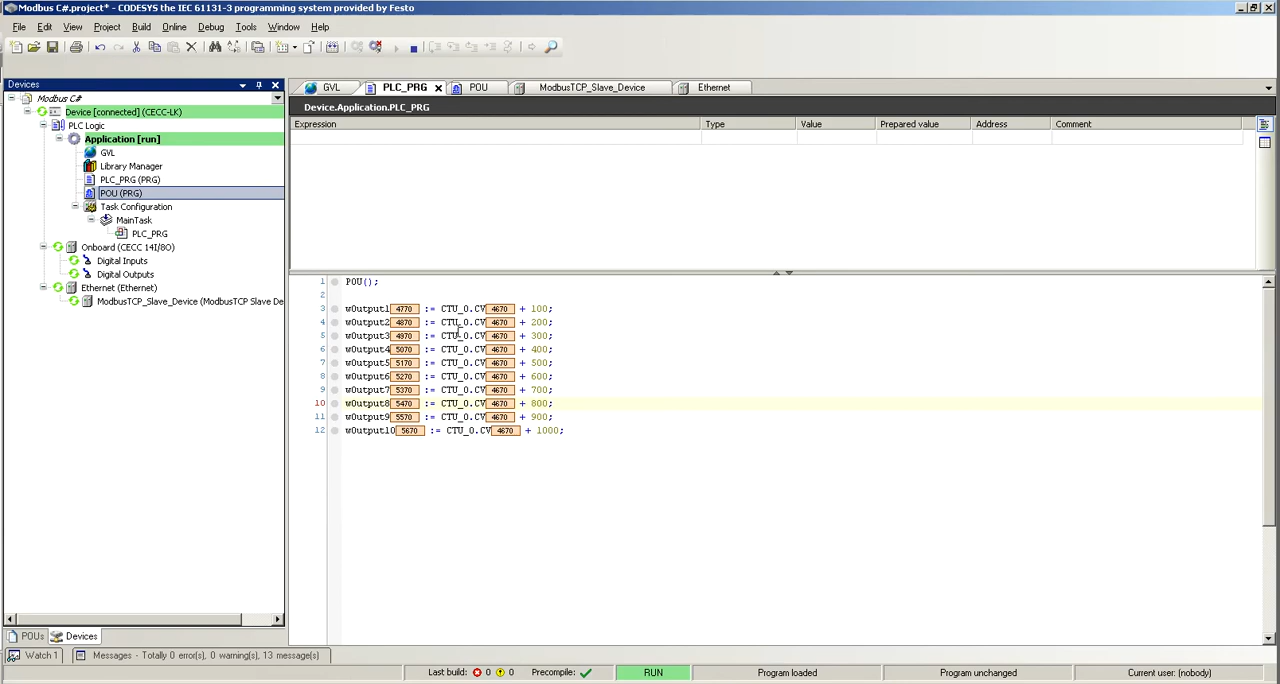 Modbus C#.project* - CODESYS the IEC 61131-3 programming system provided by Festo
File Edit View Project Build Online Debug Tools Window Help
Devices
Modbus C#
Device [connected] (CECC-LK)
PLC Logic
Application [run]
GVL
Library Manager
PLC_PRG (PRG)
POU (PRG)
Task Configuration
MainTask
PLC_PRG
Onboard (CECC 14I/8O)
Digital Inputs
Digital Outputs
Ethernet (Ethernet)
ModbusTCP_Slave_Device (ModbusTCP Slave De
POUs Devices
GVL PLC_PRG POU ModbusTCP_Slave_Device Ethernet
Device.Application.PLC_PRG
Expression Type Value Prepared value Address Comment
1 POU();
2
3 wOutput1 4770 := CTU_0.CV 4670 + 100;
4 wOutput2 4870 := CTU_0.CV 4670 + 200;
5 wOutput3 4970 := CTU_0.CV 4670 + 300;
6 wOutput4 5070 := CTU_0.CV 4670 + 400;
7 wOutput5 5170 := CTU_0.CV 4670 + 500;
8 wOutput6 5270 := CTU_0.CV 4670 + 600;
9 wOutput7 5370 := CTU_0.CV 4670 + 700;
10 wOutput8 5470 := CTU_0.CV 4670 + 800;
11 wOutput9 5570 := CTU_0.CV 4670 + 900;
12 wOutput10 5670 := CTU_0.CV 4670 + 1000;
Watch 1 Messages - Totally 0 error(s), 0 warning(s), 13 message(s)
Last build: 0 0 Precompile: RUN Program loaded Program unchanged Current user: (nobody)